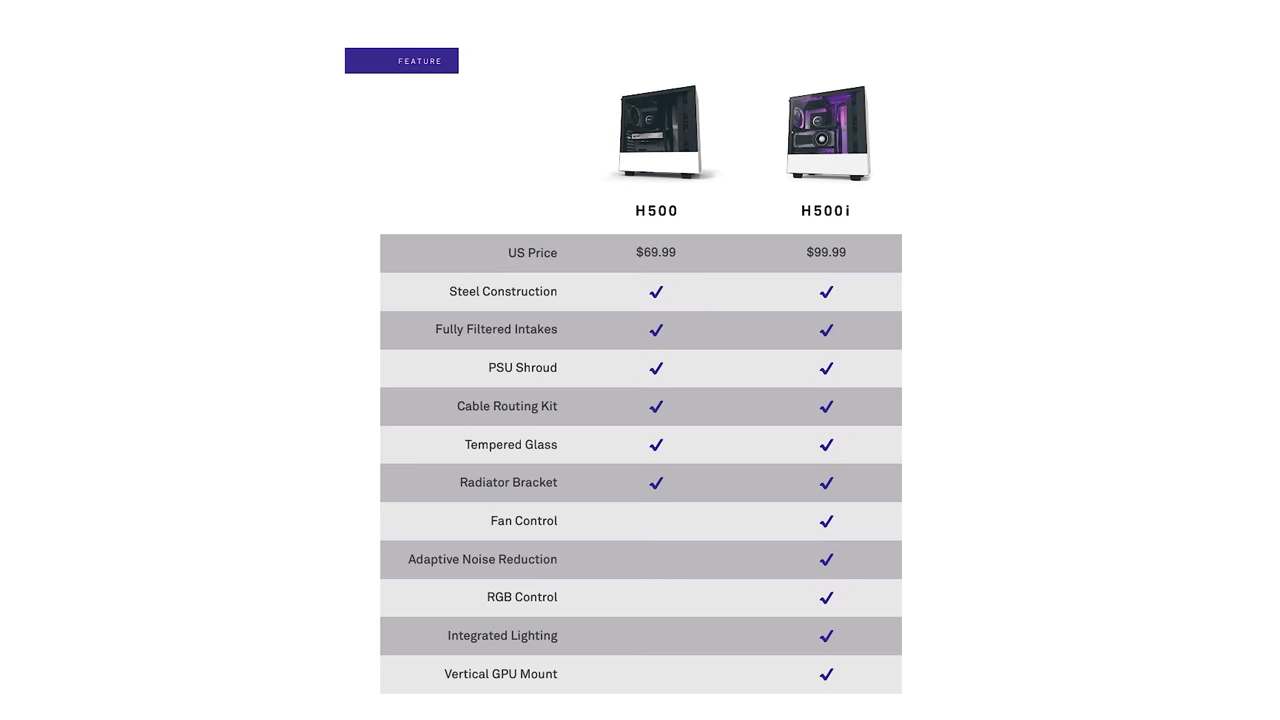 FEATURE
H500 H500i
US Price $69.99 $99.99
Steel Construction ✓ ✓
Fully Filtered Intakes ✓ ✓
PSU Shroud ✓ ✓
Cable Routing Kit ✓ ✓
Tempered Glass ✓ ✓
Radiator Bracket ✓ ✓
Fan Control ✓
Adaptive Noise Reduction ✓
RGB Control ✓
Integrated Lighting ✓
Vertical GPU Mount ✓